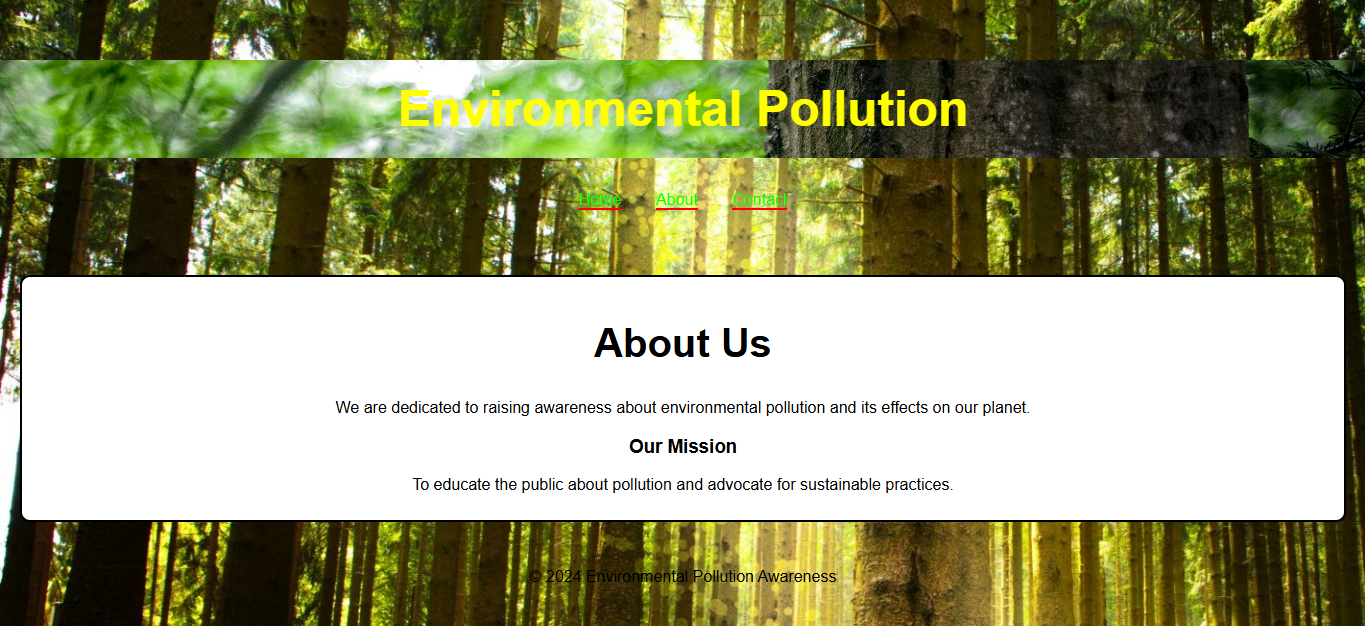 Environmental Pollution
Home About Contact
About Us
We are dedicated to raising awareness about environmental pollution and its effects on our planet.
Our Mission
To educate the public about pollution and advocate for sustainable practices.
© 2024 Environmental Pollution Awareness